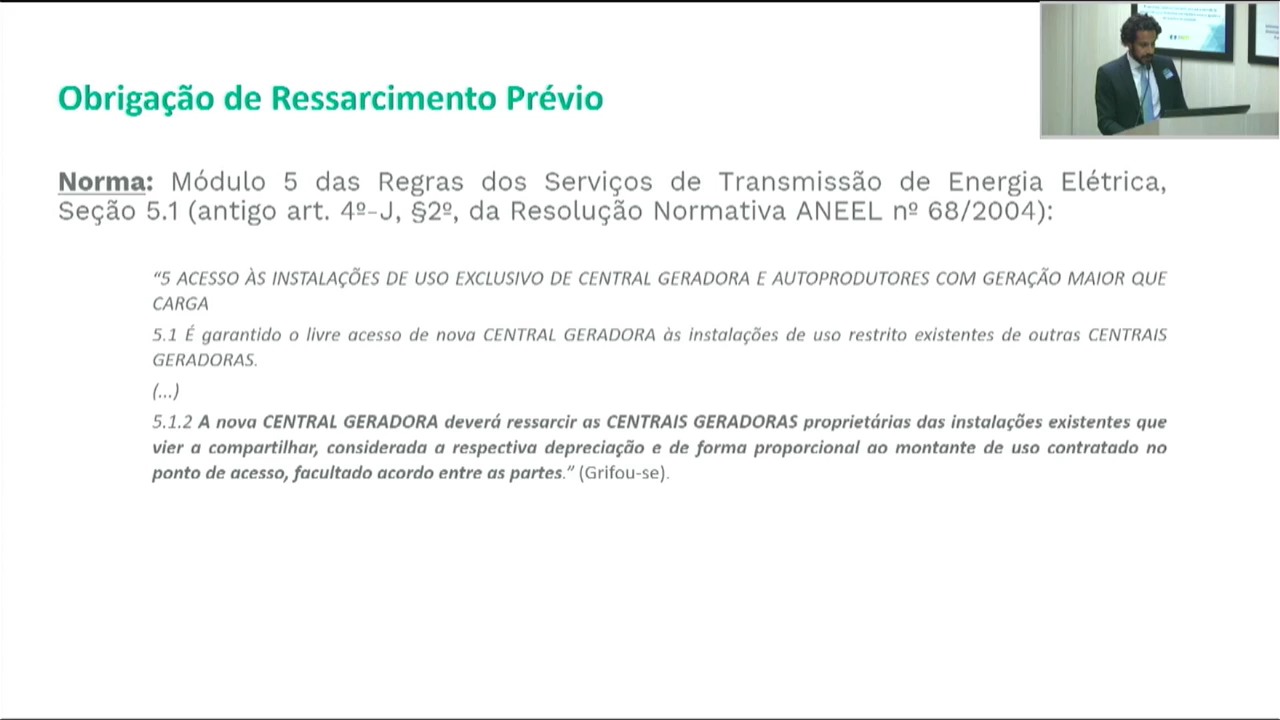 Obrigação de Ressarcimento Prévio
Norma: Módulo 5 das Regras dos Serviços de Transmissão de Energia Elétrica,
Seção 5.1 (antigo art. 4º-J, §2º, da Resolução Normativa ANEEL nº 68/2004):
“5 ACESSO ÀS INSTALAÇÕES DE USO EXCLUSIVO DE CENTRAL GERADORA E AUTOPRODUTORES COM GERAÇÃO MAIOR QUE
CARGA
5.1 É garantido o livre acesso de nova CENTRAL GERADORA às instalações de uso restrito existentes de outras CENTRAIS
GERADORAS.
(...)
5.1.2 A nova CENTRAL GERADORA deverá ressarcir as CENTRAIS GERADORAS proprietárias das instalações existentes que
vier a compartilhar, considerada a respectiva depreciação e de forma proporcional ao montante de uso contratado no
ponto de acesso, facultado acordo entre as partes.” (Grifou-se).